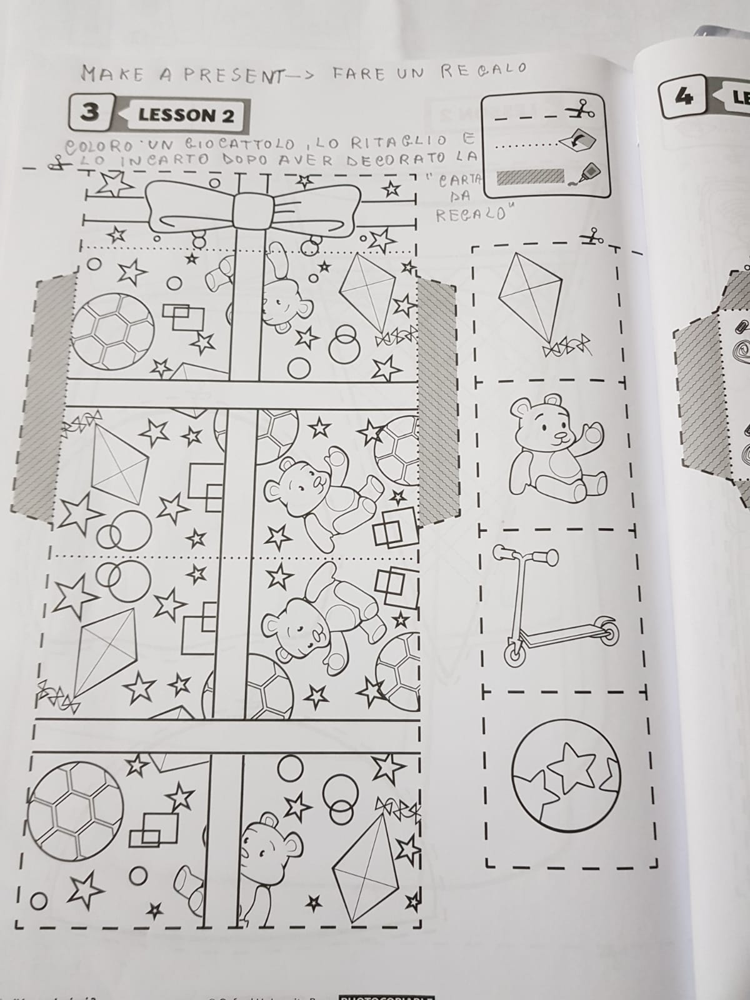 MAKE A PRESENT—> FARE UN REGALO
3 LESSON 2
COLORO UN GIOCATTOLO, LO RITAGLIO E
LO INCARTO DOPO AVER DECORATO LA
"CARTA
DA
REGALO"
4 LE
PHOTOCOPIABLE